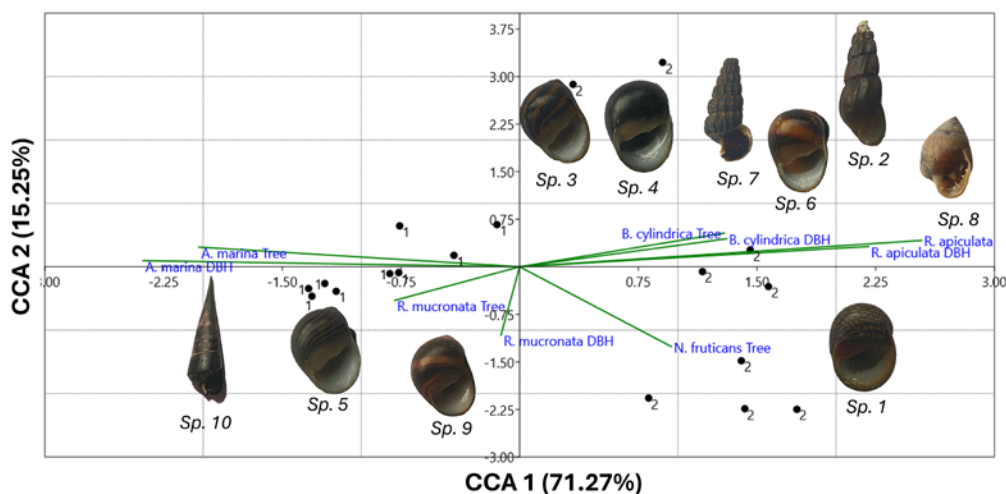 3.75
3.00
2.25
1.50
0.75
3.00
-2.25
-1.50
-0.75
0.75
1.50
2.25
3.00
-0.75
-1.50
-2.25
-3.00
CCA 2 (15.25%)
CCA 1 (71.27%)
2
2
Sp. 3
Sp. 4
Sp. 7
Sp. 6
Sp. 2
Sp. 8
1
1
B. cylindrica Tree
B. cylindrica DBH
R. apiculata
R. apiculata DBH
A. marina Tree
A. marina DBH
2
1
1
1
1
1
1
R. mucronata Tree
R. mucronata DBH
N. fruticans Tree
2
2
2
2
2
Sp. 10
Sp. 5
Sp. 9
Sp. 1